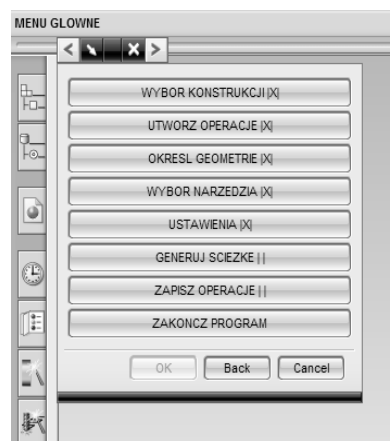 MENU GLOWNE
WYBOR KONSTRUKCJI |X|
UTWORZ OPERACJE |X|
OKRESL GEOMETRIE |X|
WYBOR NARZEDZIA |X|
USTAWIENIA |X|
GENERUJ SCIEZKE | |
ZAPISZ OPERACJE | |
ZAKONCZ PROGRAM
OK Back Cancel